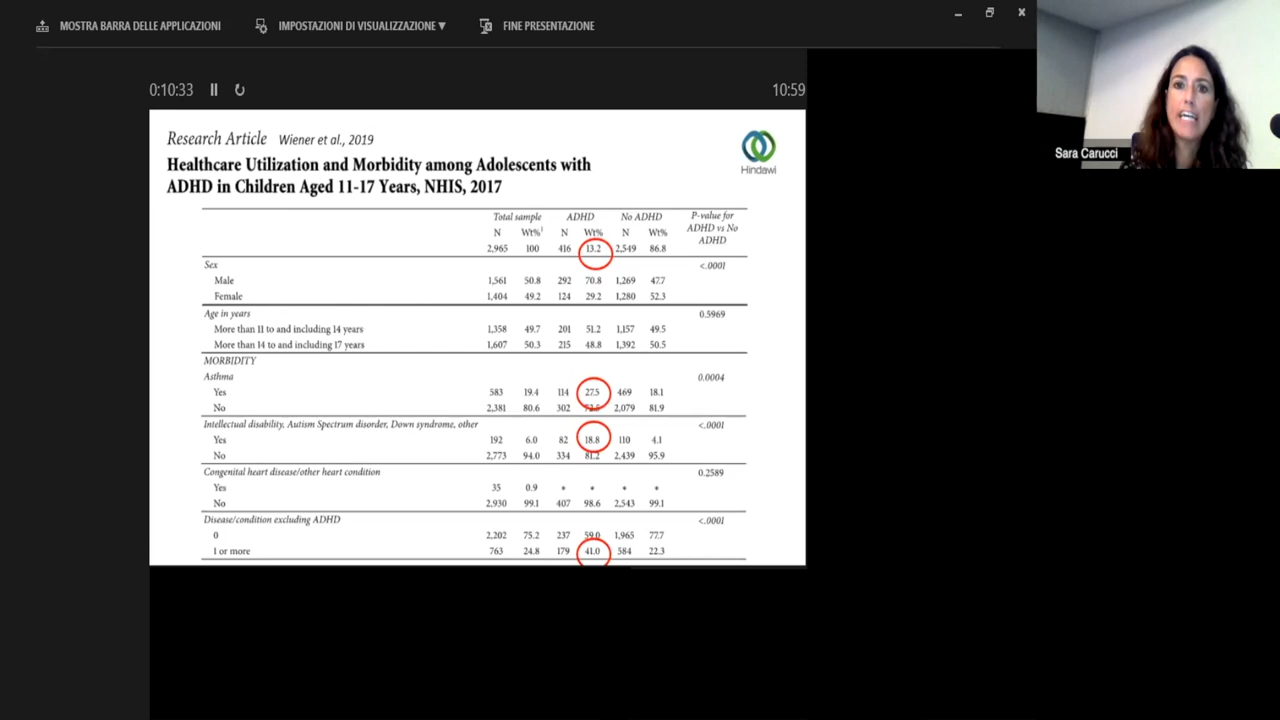 MOSTRA BARRA DELLE APPLICAZIONI IMPOSTAZIONI DI VISUALIZZAZIONE ▼ FINE PRESENTAZIONE
0:10:33 10:59
Sara Carucci
Research Article Wiener et al., 2019
Healthcare Utilization and Morbidity among Adolescents with
ADHD in Children Aged 11-17 Years, NHIS, 2017
Hindawi
Total sample ADHD No ADHD P-value for ADHD vs No ADHD
N Wt%¹ N Wt% N Wt%
2,965 100 416 13.2 2,549 86.8
Sex <.0001
Male 1,561 50.8 292 70.8 1,269 47.7
Female 1,404 49.2 124 29.2 1,280 52.3
Age in years 0.5969
More than 11 to and including 14 years 1,358 49.7 201 51.2 1,157 49.5
More than 14 to and including 17 years 1,607 50.3 215 48.8 1,392 50.5
MORBIDITY
Asthma 0.0004
Yes 583 19.4 114 27.5 469 18.1
No 2,381 80.6 302 72.5 2,079 81.9
Intellectual disability, Autism Spectrum disorder, Down syndrome, other <.0001
Yes 192 6.0 82 18.8 110 4.1
No 2,773 94.0 334 81.2 2,439 95.9
Congenital heart disease/other heart condition 0.2589
Yes 35 0.9 * * * *
No 2,930 99.1 407 98.6 2,543 99.1
Disease/condition excluding ADHD <.0001
0 2,202 75.2 237 59.0 1,965 77.7
1 or more 763 24.8 179 41.0 584 22.3